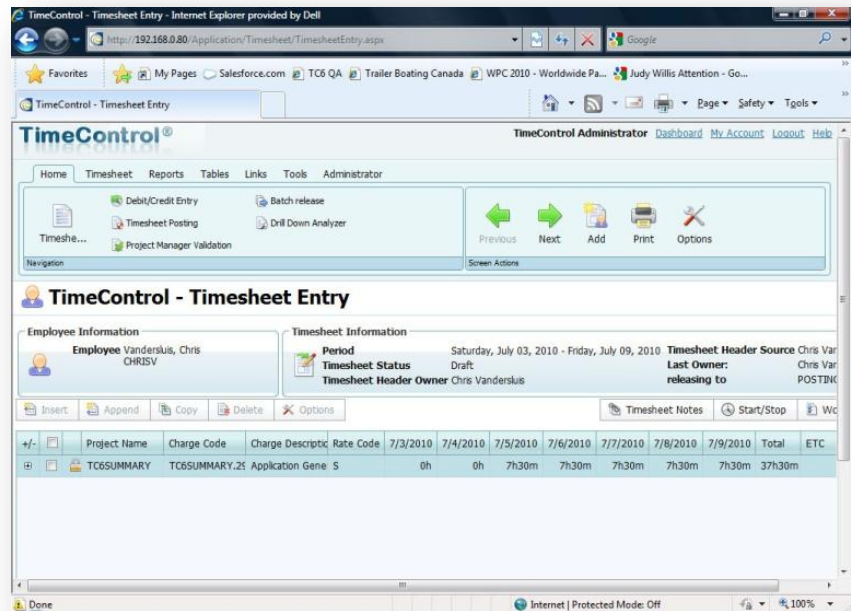 TimeControl - Timesheet Entry - Internet Explorer provided by Dell
http://192.168.0.80/Application/Timesheet/TimesheetEntry.aspx
Google
Favorites My Pages Salesforce.com TC6 QA Trailer Boating Canada WPC 2010 - Worldwide Pa... Judy Willis Attention - Go...
TimeControl - Timesheet Entry Page Safety Tools
TimeControl® TimeControl Administrator Dashboard My Account Logout Help
Home Timesheet Reports Tables Links Tools Administrator
Debit/Credit Entry Batch release
Timesheet Posting Drill Down Analyzer
Project Manager Validation
Timeshe... Previous Next Add Print Options
Navigation Screen Actions
TimeControl - Timesheet Entry
Employee Information Timesheet Information
Employee Vandersluis, Chris Period Saturday, July 03, 2010 - Friday, July 09, 2010 Timesheet Header Source Chris Var
CHRISV Timesheet Status Draft Last Owner: Chris Var
Timesheet Header Owner Chris Vandersluis releasing to POSTING
Insert Append Copy Delete Options Timesheet Notes Start/Stop Wo
+/- Project Name Charge Code Charge Descriptio Rate Code 7/3/2010 7/4/2010 7/5/2010 7/6/2010 7/7/2010 7/8/2010 7/9/2010 Total ETC
TC6SUMMARY TC6SUMMARY.29 Application Gene S 0h 0h 7h30m 7h30m 7h30m 7h30m 7h30m 37h30m
Done Internet | Protected Mode: Off 100%